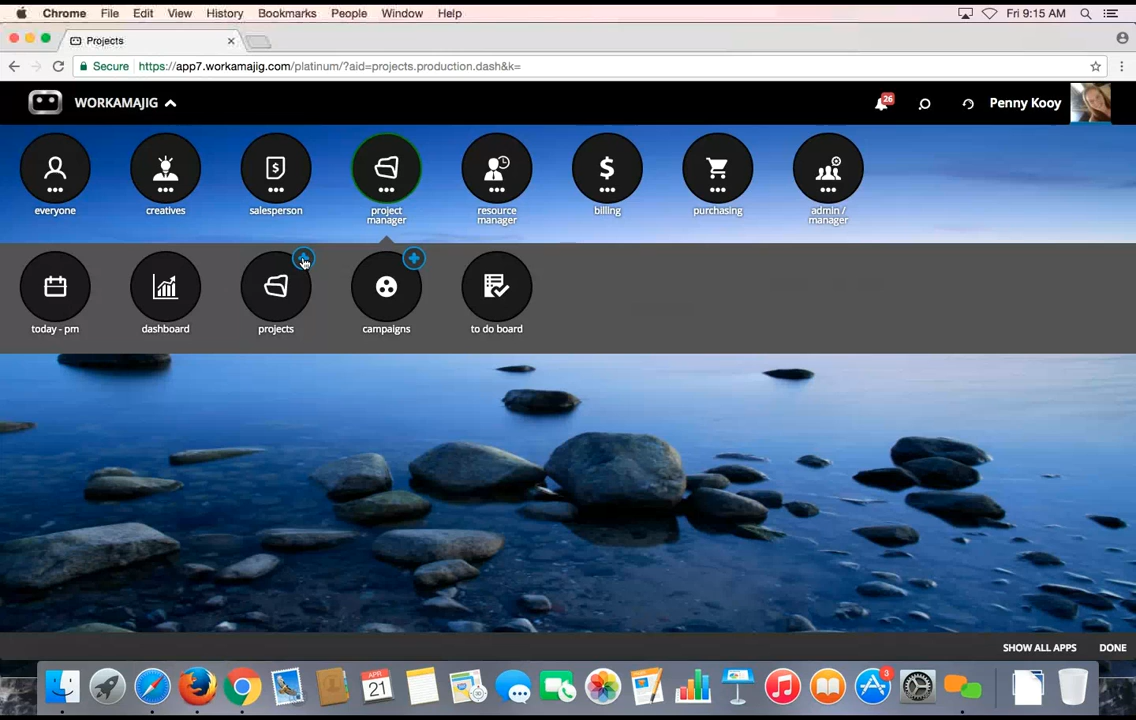 Chrome File Edit View History Bookmarks People Window Help Fri 9:15 AM
Projects
Secure https://app7.workamajig.com/platinum/?aid=projects.production.dash&k=
WORKAMAJIG 26 Penny Kooy
everyone creatives salesperson project manager resource manager billing purchasing admin / manager
today - pm dashboard projects campaigns to do board
SHOW ALL APPS DONE
APR
21
3